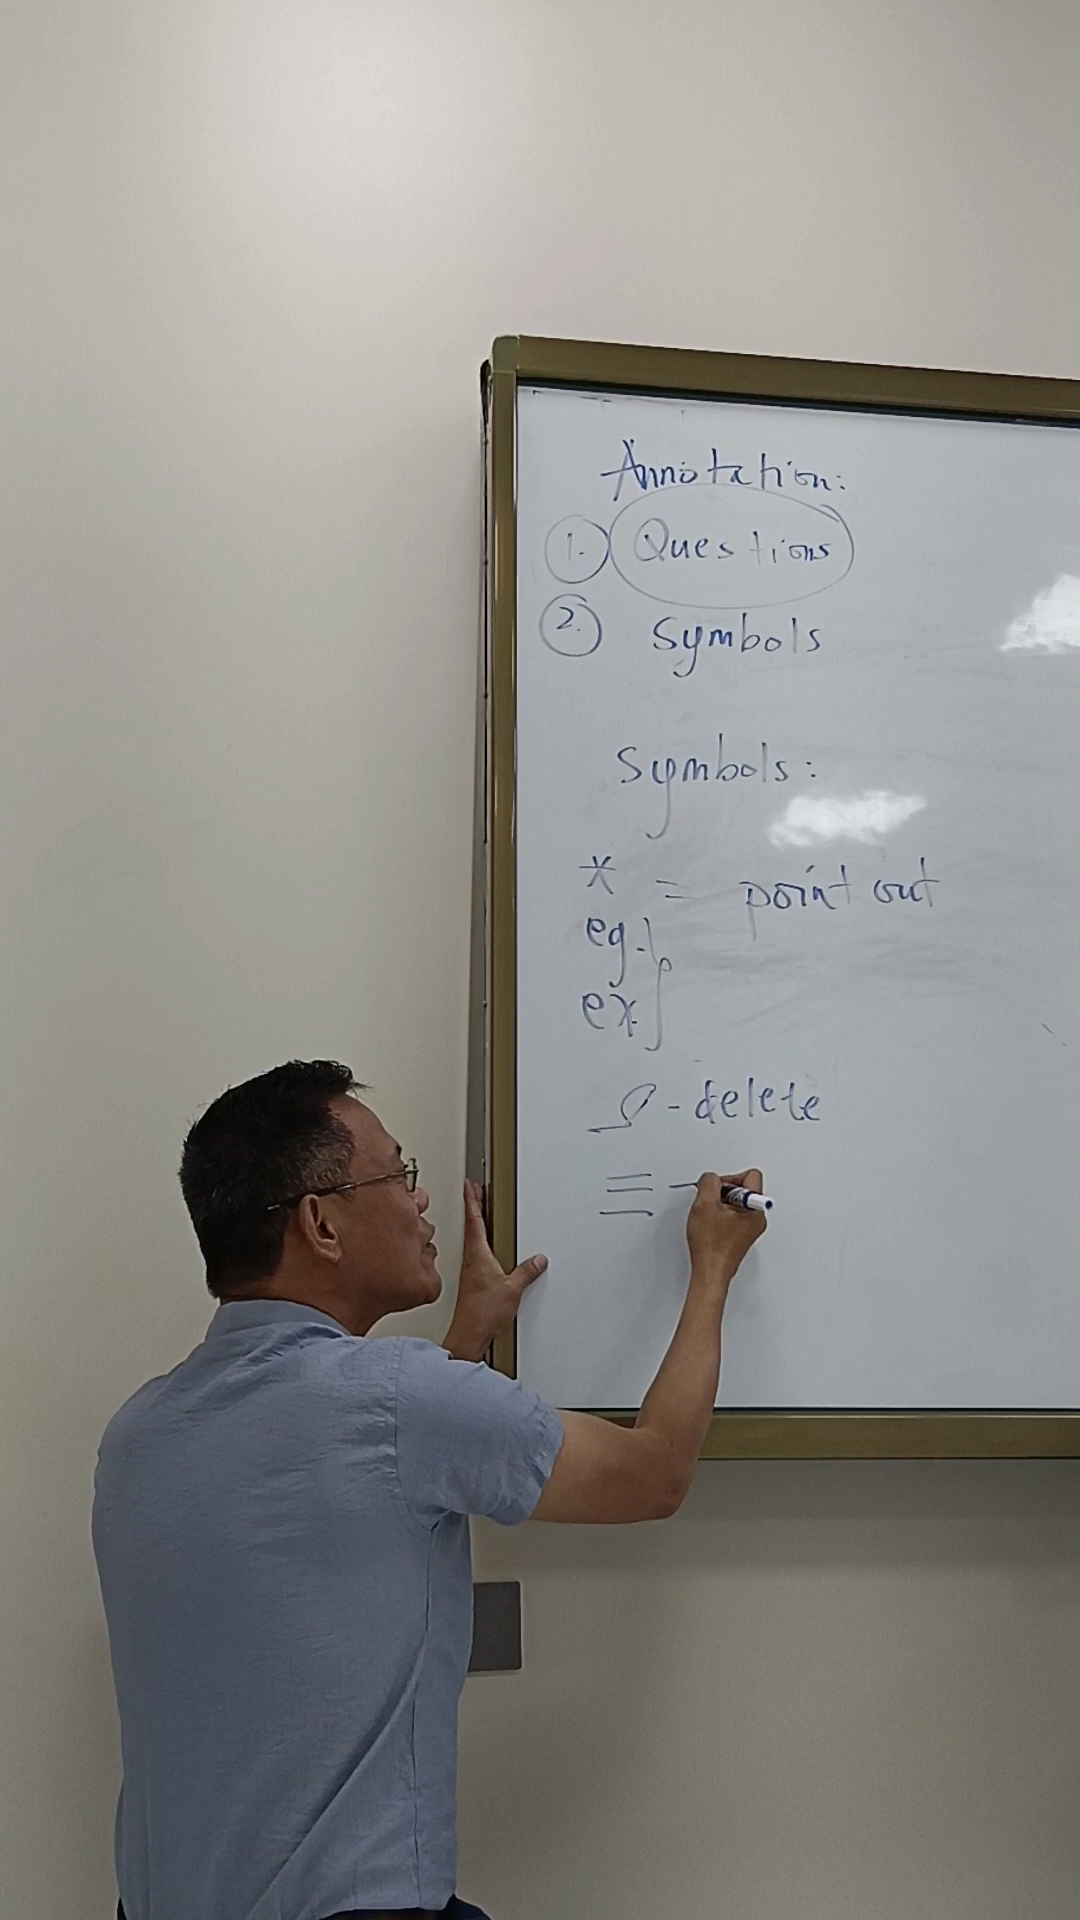 Annotation:
1. Questions
2. Symbols
Symbols:
* = point out
eg.
ex.
- delete
≡ -